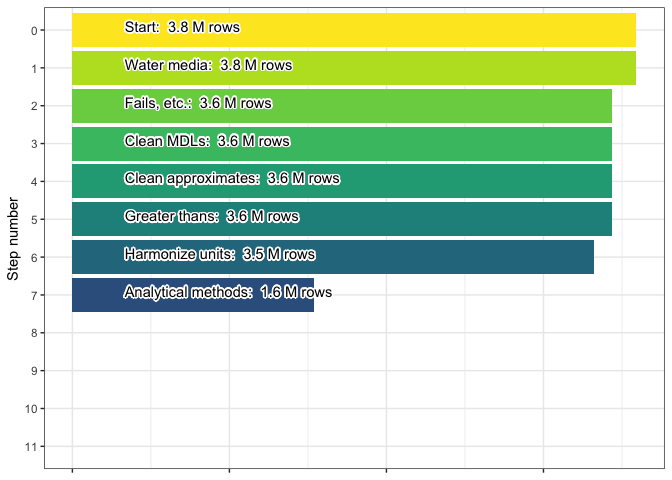 0
Start:  3.8 M rows
1
Water media:  3.8 M rows
2
Fails, etc.:  3.6 M rows
3
Clean MDLs:  3.6 M rows
4
Clean approximates:  3.6 M rows
5
Greater thans:  3.6 M rows
6
Harmonize units:  3.5 M rows
7
Analytical methods:  1.6 M rows
8
9
10
11
Step number